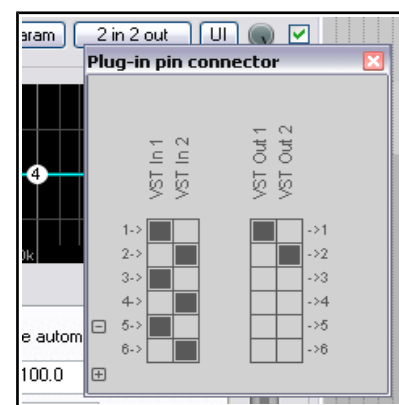 aram 2 in 2 out UI
Plug-in pin connector
4
0k
VST In 1
VST In 2
VST Out 1
VST Out 2
1-> ->1
2-> ->2
3-> ->3
4-> ->4
5-> ->5
6-> ->6
e autom
100.0